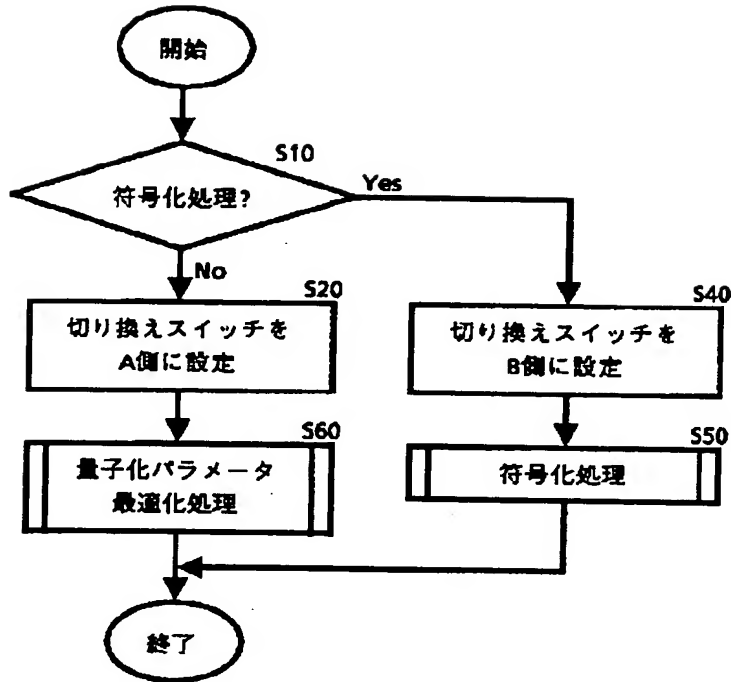 開始
S10
符号化処理?
Yes
No
S20
切り換えスイッチを
A側に設定
S40
切り換えスイッチを
B側に設定
S60
量子化パラメータ
最適化処理
S50
符号化処理
終了